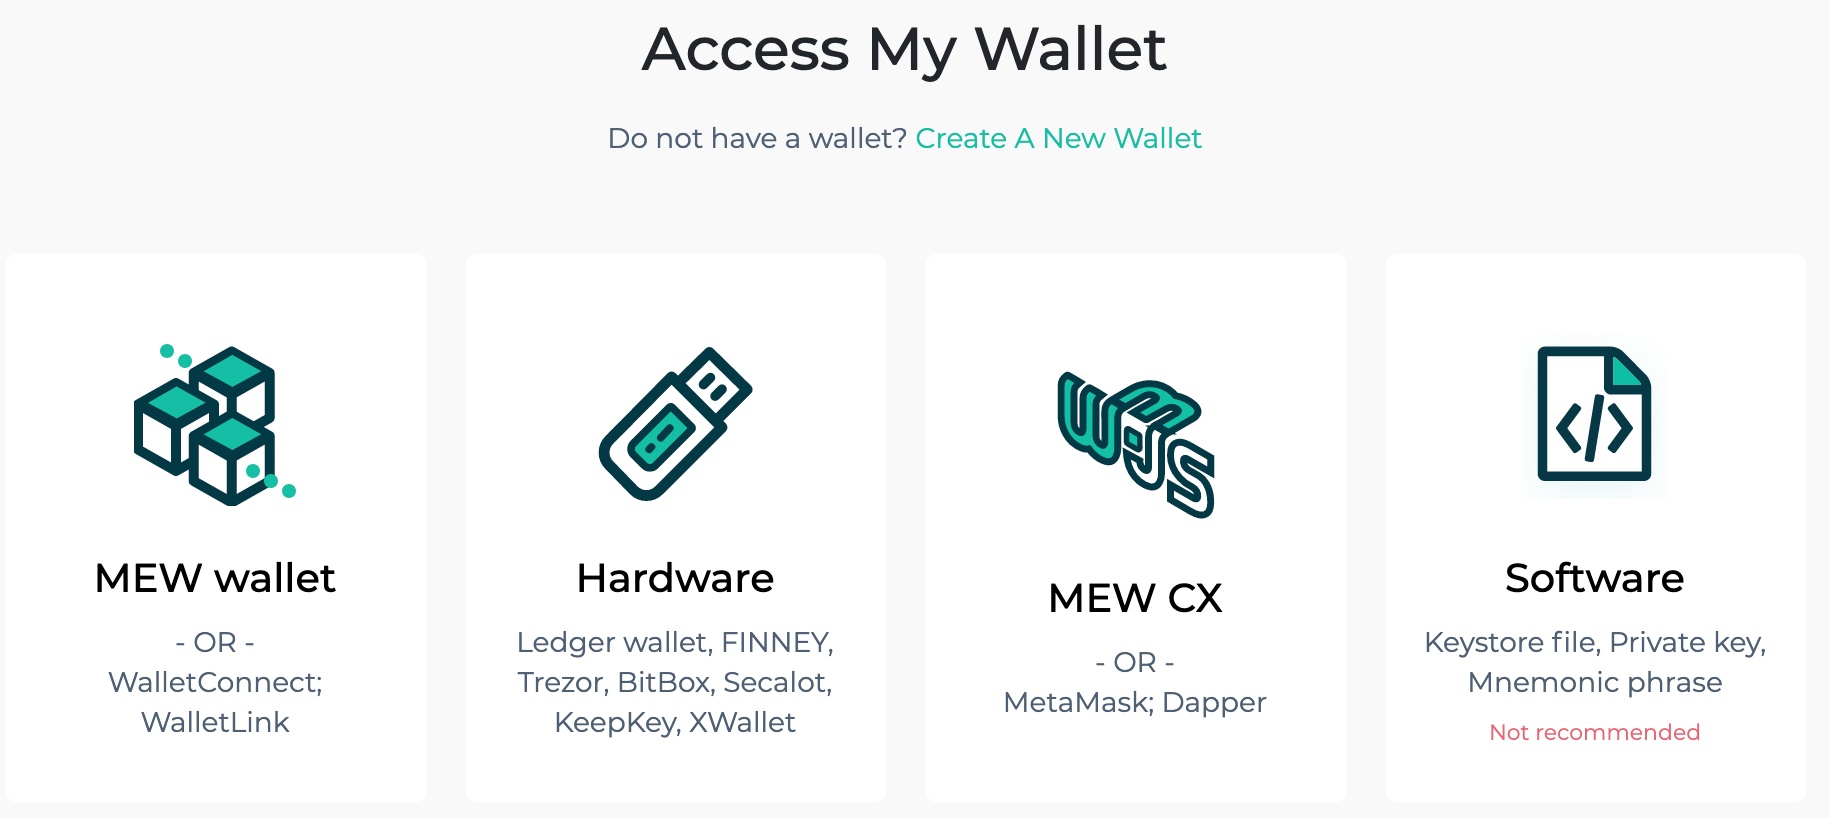 Access My Wallet
Do not have a wallet? Create A New Wallet
MEW wallet
- OR -
WalletConnect;
WalletLink
Hardware
Ledger wallet, FINNEY,
Trezor, BitBox, Secalot,
KeepKey, XWallet
MEW CX
- OR -
MetaMask; Dapper
Software
Keystore file, Private key,
Mnemonic phrase
Not recommended